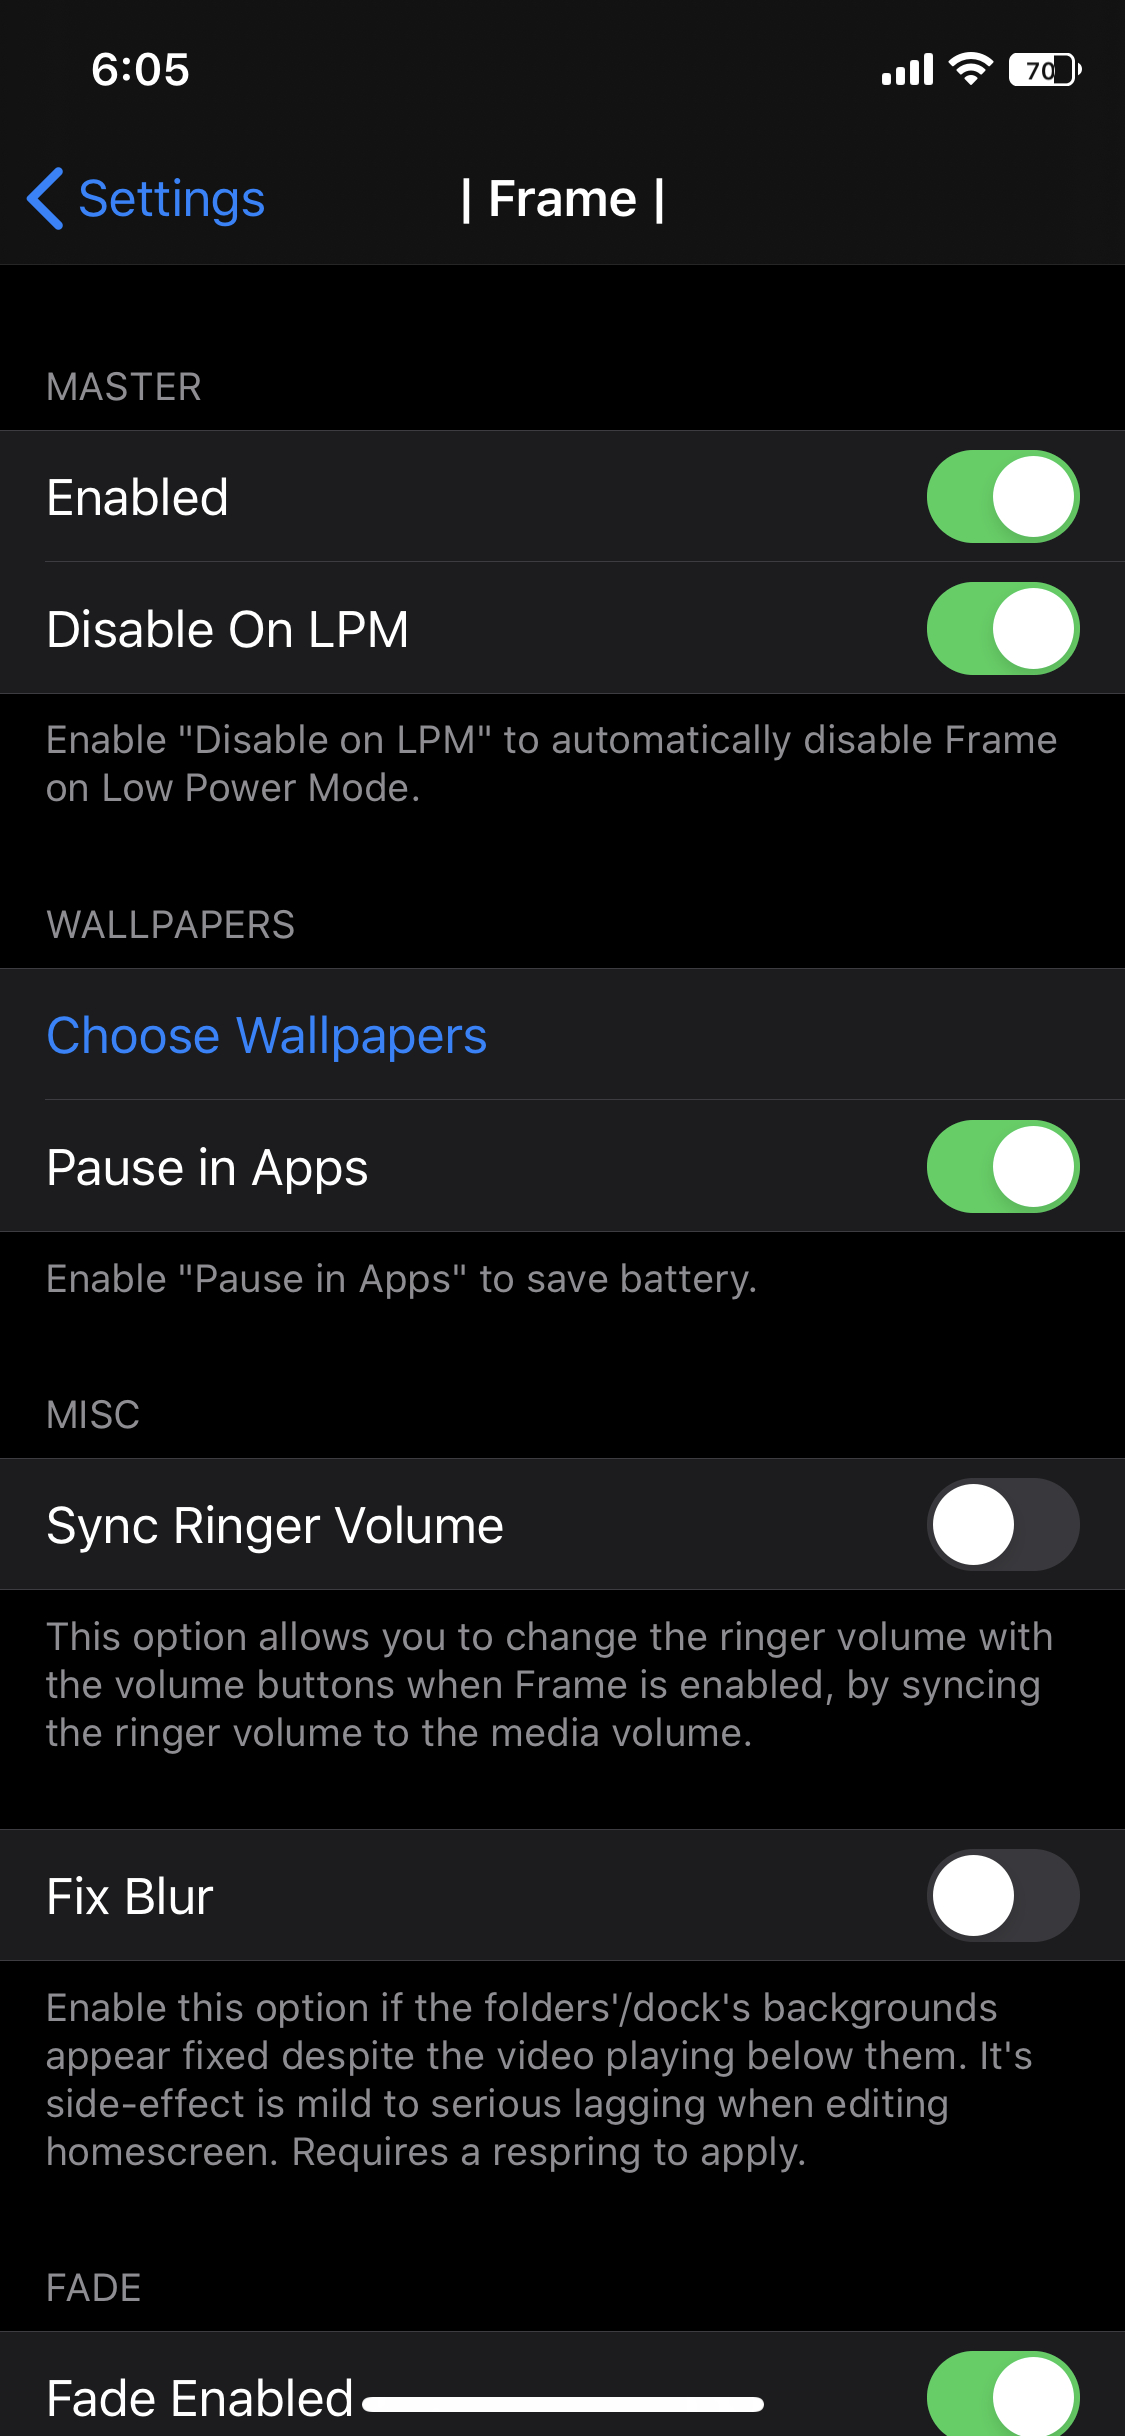 6:05
70
Settings
| Frame |
MASTER
Enabled
Disable On LPM
Enable "Disable on LPM" to automatically disable Frame
on Low Power Mode.
WALLPAPERS
Choose Wallpapers
Pause in Apps
Enable "Pause in Apps" to save battery.
MISC
Sync Ringer Volume
This option allows you to change the ringer volume with
the volume buttons when Frame is enabled, by syncing
the ringer volume to the media volume.
Fix Blur
Enable this option if the folders'/dock's backgrounds
appear fixed despite the video playing below them. It's
side-effect is mild to serious lagging when editing
homescreen. Requires a respring to apply.
FADE
Fade Enabled